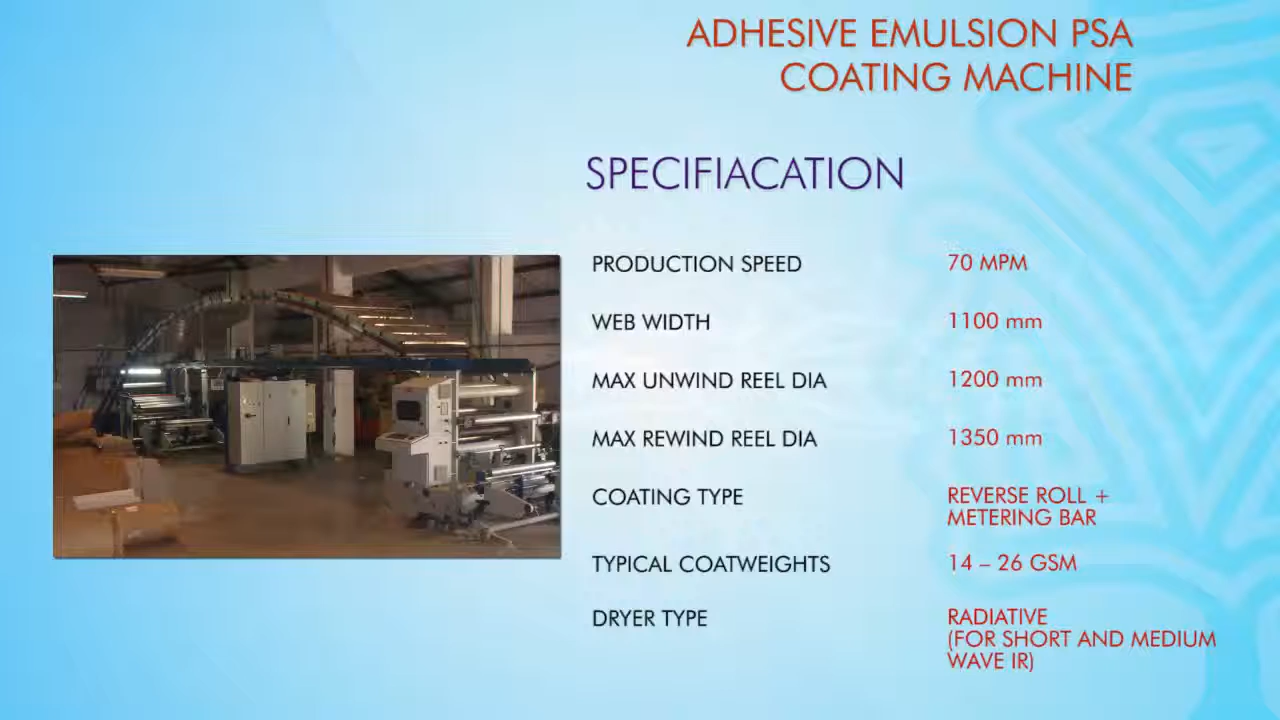 ADHESIVE EMULSION PSA
COATING MACHINE
SPECIFIACATION
PRODUCTION SPEED 70 MPM
WEB WIDTH 1100 mm
MAX UNWIND REEL DIA 1200 mm
MAX REWIND REEL DIA 1350 mm
COATING TYPE REVERSE ROLL +
METERING BAR
TYPICAL COATWEIGHTS 14 – 26 GSM
DRYER TYPE RADIATIVE
(FOR SHORT AND MEDIUM
WAVE IR)